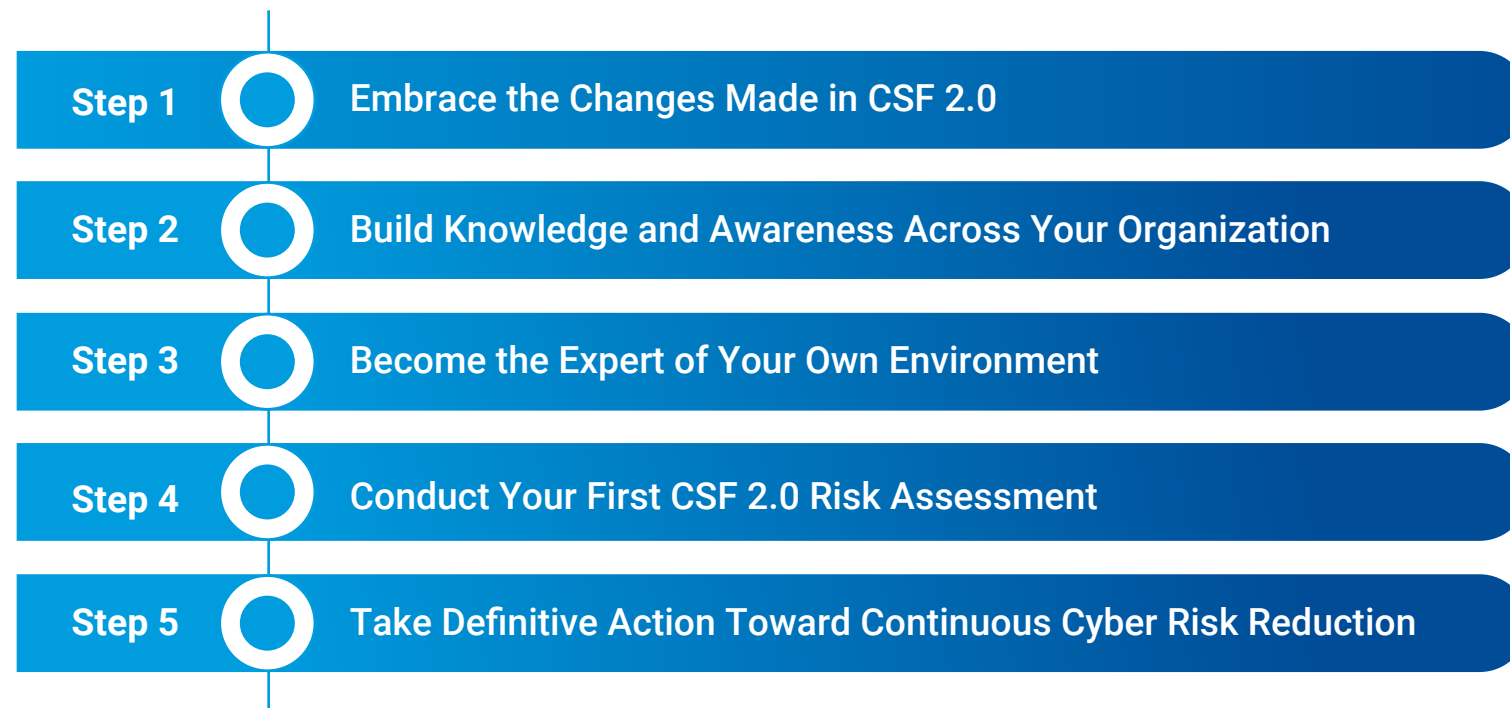 Step 1 Embrace the Changes Made in CSF 2.0
Step 2 Build Knowledge and Awareness Across Your Organization
Step 3 Become the Expert of Your Own Environment
Step 4 Conduct Your First CSF 2.0 Risk Assessment
Step 5 Take Definitive Action Toward Continuous Cyber Risk Reduction